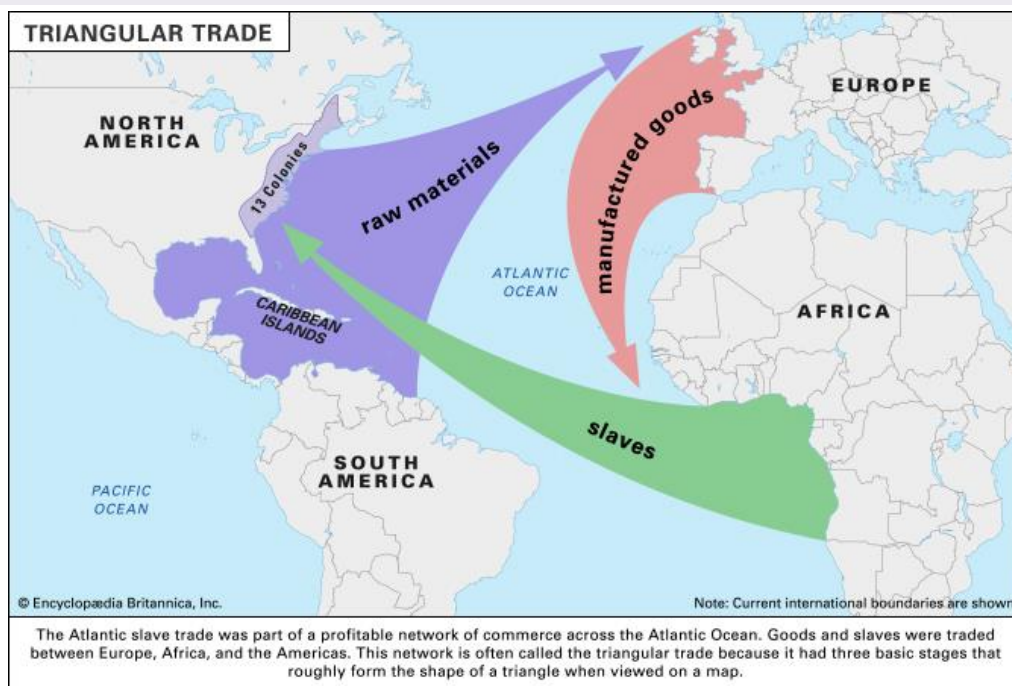 TRIANGULAR TRADE
NORTH
AMERICA
13 Colonies
raw materials
manufactured goods
EUROPE
ATLANTIC
OCEAN
AFRICA
CARIBBEAN
ISLANDS
slaves
SOUTH
AMERICA
PACIFIC
OCEAN
© Encyclopædia Britannica, Inc.
Note: Current international boundaries are shown
The Atlantic slave trade was part of a profitable network of commerce across the Atlantic Ocean. Goods and slaves were traded
between Europe, Africa, and the Americas. This network is often called the triangular trade because it had three basic stages that
roughly form the shape of a triangle when viewed on a map.